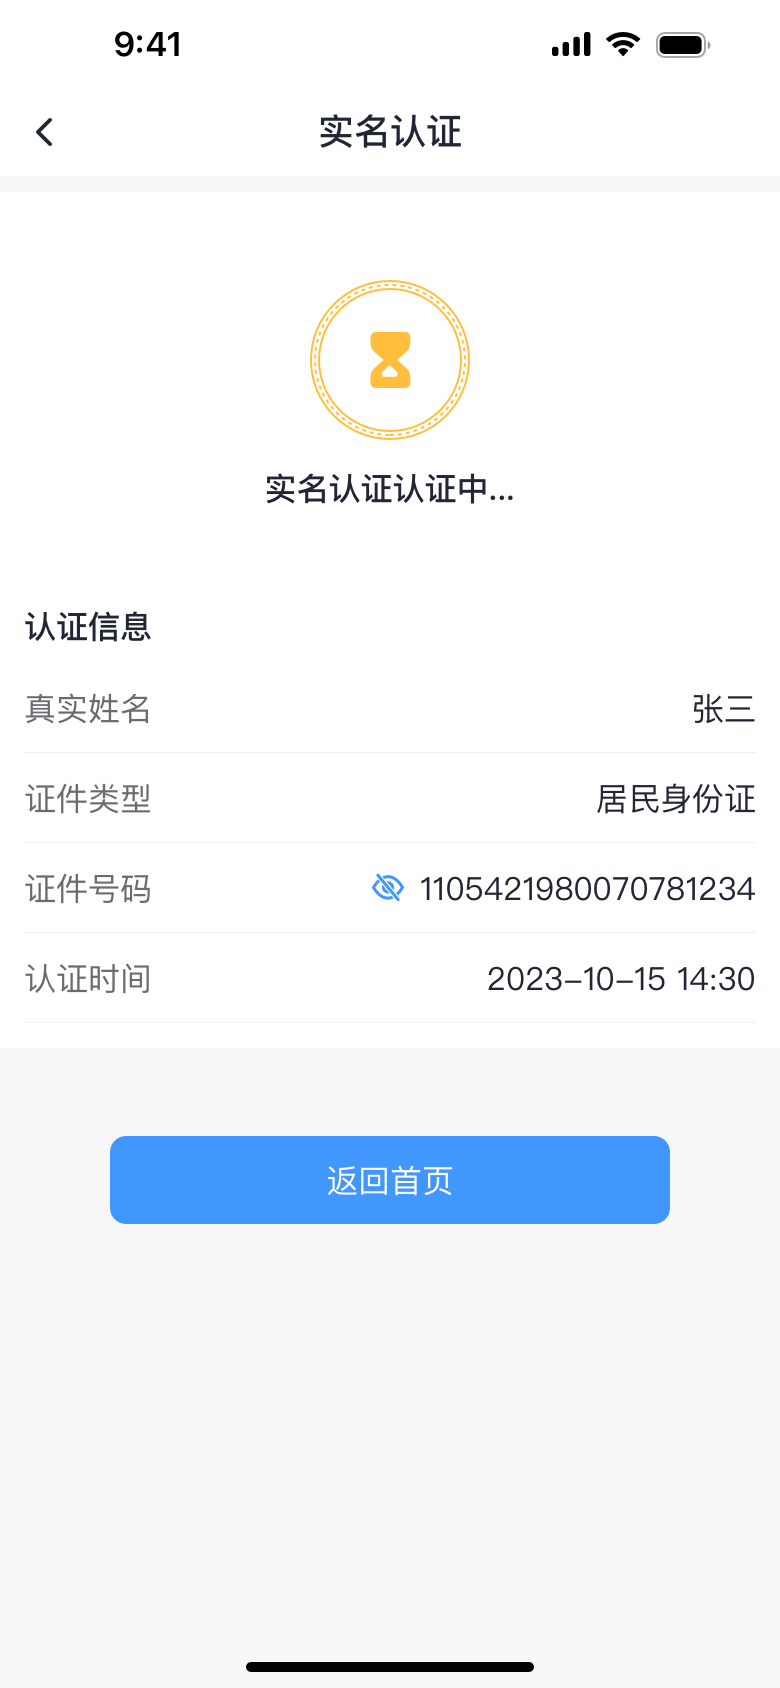 9:41
实名认证
实名认证认证中...
认证信息
真实姓名 张三
证件类型 居民身份证
证件号码 1105421980070781234
认证时间 2023-10-15 14:30
返回首页